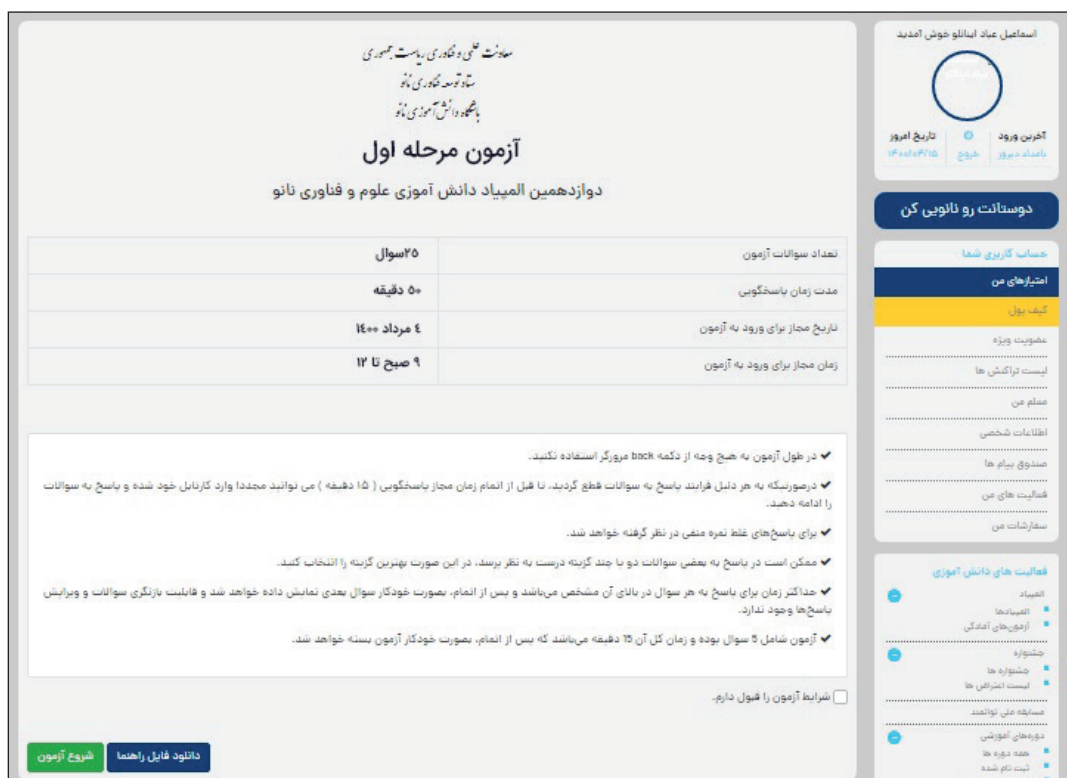 اسماعیل عباد اینانلو خوش آمدید
آخرین ورود
بامداد دیروز
خروج
تاریخ امروز
۱۴۰۰/۰۴/۱۵
دوستانت رو نانویی کن
حساب کاربری شما
امتیازهای من
کیف پول
عضویت ویژه
لیست تراکنش ها
معلم من
اطلاعات شخصی
صندوق پیام ها
فعالیت های من
سفارشات من
فعالیت های دانش آموزی
المپیاد
المپیادها
آزمون‌های آمادگی
جشنواره
جشنواره ها
لیست اعتراض ها
مسابقه ملی توانمند
دوره‌های آموزشی
همه دوره ها
ثبت نام شده
معاونت علمی و فناوری ریاست جمهوری
ستاد توسعه فناوری نانو
باشگاه دانش‌آموزی نانو
آزمون مرحله اول
دوازدهمین المپیاد دانش آموزی علوم و فناوری نانو
تعداد سوالات آزمون ۲۵سوال
مدت زمان پاسخگویی ۵۰ دقیقه
تاریخ مجاز برای ورود به آزمون ٤ مرداد ۱٤۰۰
زمان مجاز برای ورود به آزمون ۹ صبح تا ۱۲
✔ در طول آزمون به هیچ وجه از دکمه back مرورگر استفاده نکنید.
✔ درصورتیکه به هر دلیل فرایند پاسخ به سوالات قطع گردید، تا قبل از اتمام زمان مجاز پاسخگویی ( ۱۵ دقیقه ) می توانید مجددا وارد کارتابل خود شده و پاسخ به سوالات
را ادامه دهید.
✔ برای پاسخ‌های غلط نمره منفی در نظر گرفته خواهد شد.
✔ ممکن است در پاسخ به بعضی سوالات دو یا چند گزینه درست به نظر برسد، در این صورت بهترین گزینه را انتخاب کنید.
✔ حداکثر زمان برای پاسخ به هر سوال در بالای آن مشخص می‌باشد و پس از اتمام، بصورت خودکار سوال بعدی نمایش داده خواهد شد و قابلیت بازنگری سوالات و ویرایش
پاسخ‌ها وجود ندارد.
✔ آزمون شامل 5 سوال بوده و زمان کل آن 15 دقیقه می‌باشد که پس از اتمام، بصورت خودکار آزمون بسته خواهد شد.
شرایط آزمون را قبول دارم.
دانلود فایل راهنما
شروع آزمون